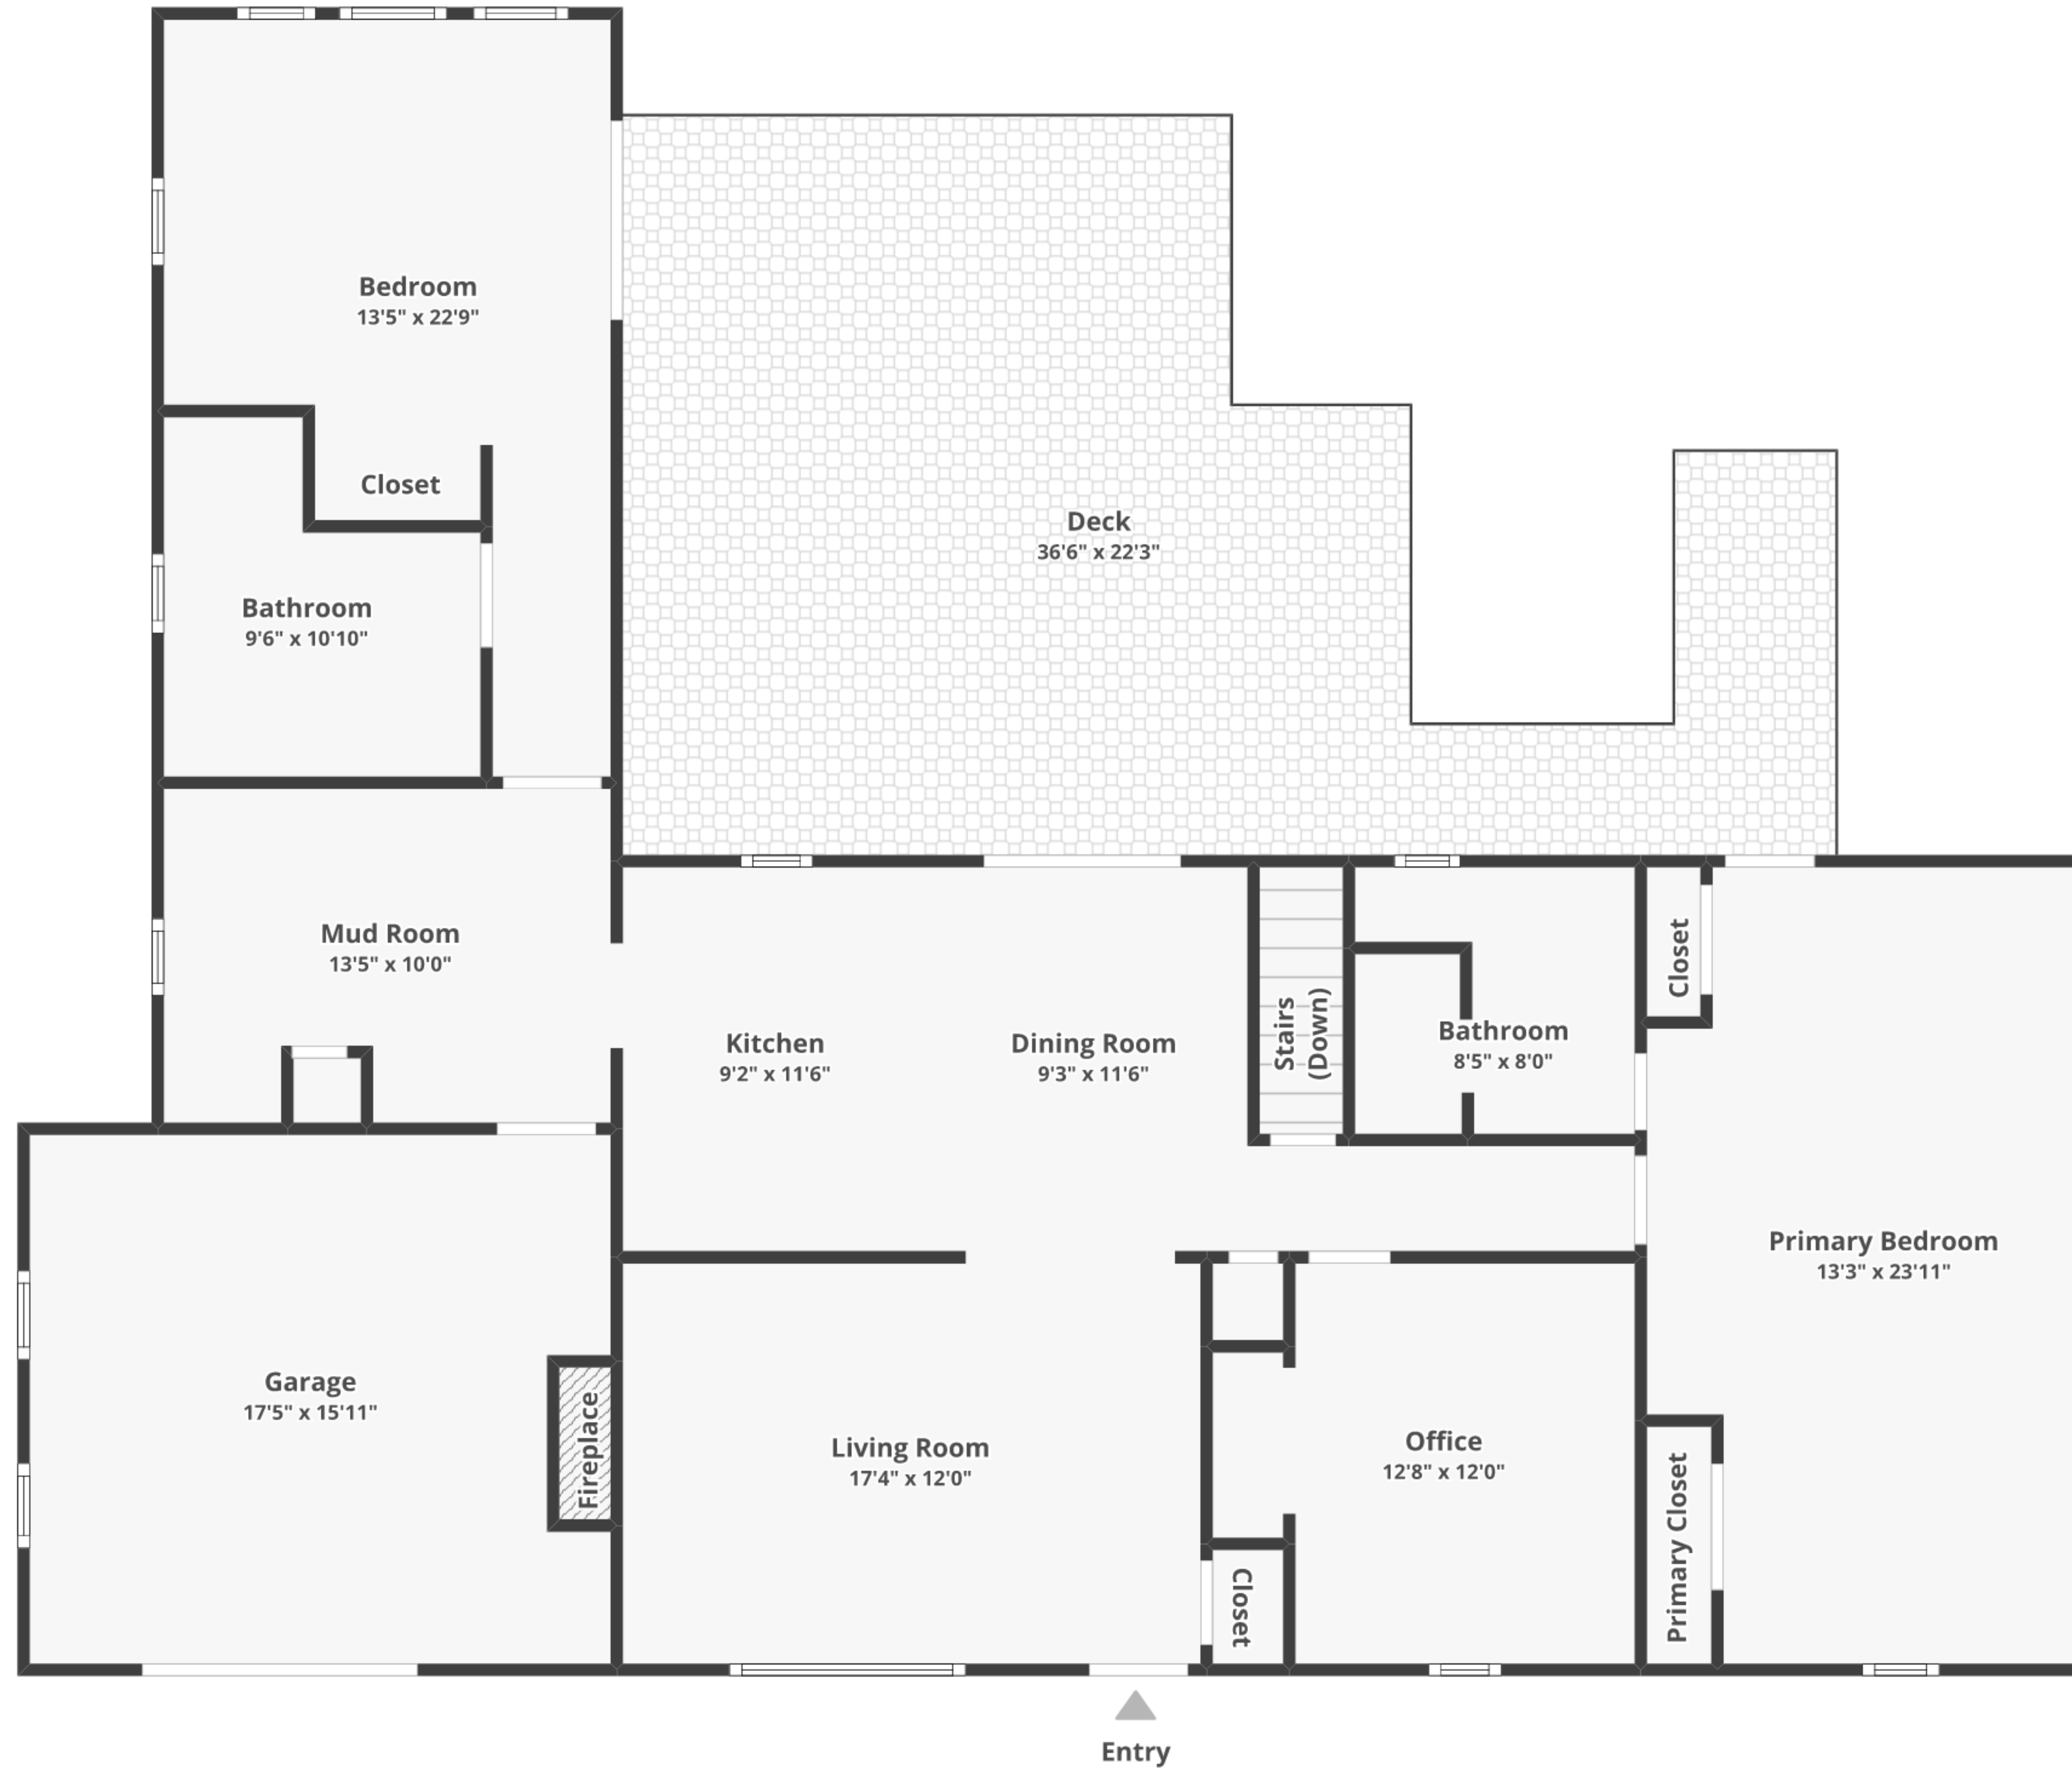 Bedroom
13'5" x 22'9"
Closet
Deck
36'6" x 22'3"
Bathroom
9'6" x 10'10"
Mud Room
13'5" x 10'0"
Closet
Kitchen
9'2" x 11'6"
Dining Room
9'3" x 11'6"
Stairs
(Down)
Bathroom
8'5" x 8'0"
Primary Bedroom
13'3" x 23'11"
Garage
17'5" x 15'11"
Fireplace
Living Room
17'4" x 12'0"
Office
12'8" x 12'0"
Primary Closet
Closet
Entry